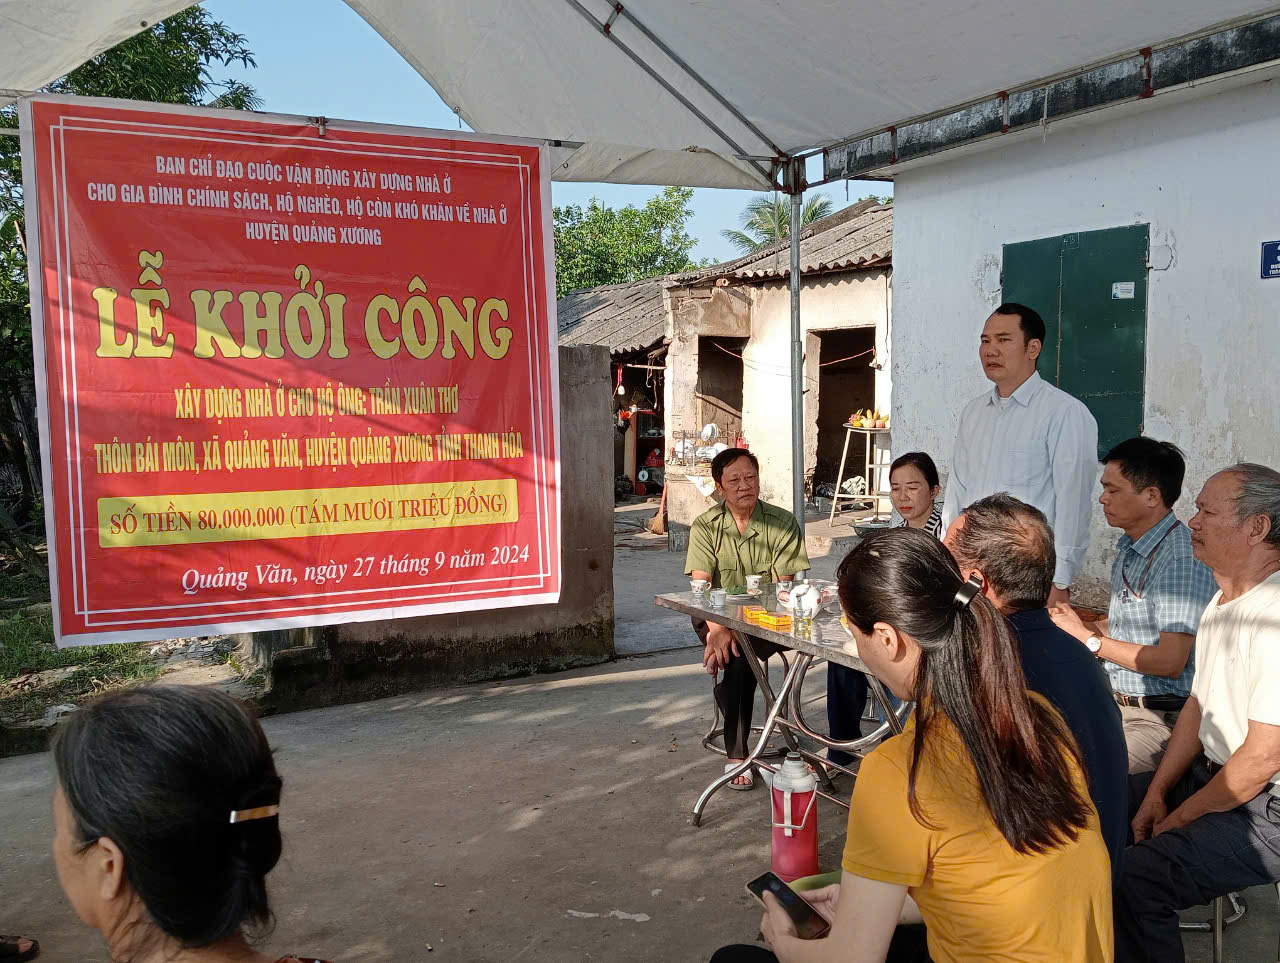 BAN CHỈ ĐẠO CUỘC VẬN ĐỘNG XÂY DỰNG NHÀ Ở
CHO GIA ĐÌNH CHÍNH SÁCH, HỘ NGHÈO, HỘ CÒN KHÓ KHĂN VỀ NHÀ Ở
HUYỆN QUẢNG XƯƠNG
LỄ KHỞI CÔNG
XÂY DỰNG NHÀ Ở CHO HỘ ÔNG: TRẦN XUÂN THƠ
THÔN BÁI MÔN, XÃ QUẢNG VĂN, HUYỆN QUẢNG XƯƠNG TỈNH THANH HÓA
SỐ TIỀN 80.000.000 (TÁM MƯƠI TRIỆU ĐỒNG)
Quảng Văn, ngày 27 tháng 9 năm 2024